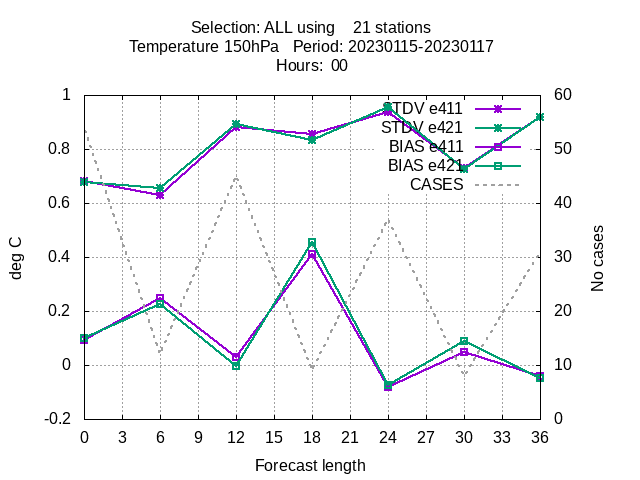 Selection: ALL using    21 stations
Temperature 150hPa   Period: 20230115-20230117
Hours:  00
1
0.8
0.6
0.4
0.2
0
-0.2
deg C
60
50
40
30
20
10
0
No cases
STDV e411
STDV e421
BIAS e411
BIAS e421
CASES
0 3 6 9 12 15 18 21 24 27 30 33 36
Forecast length